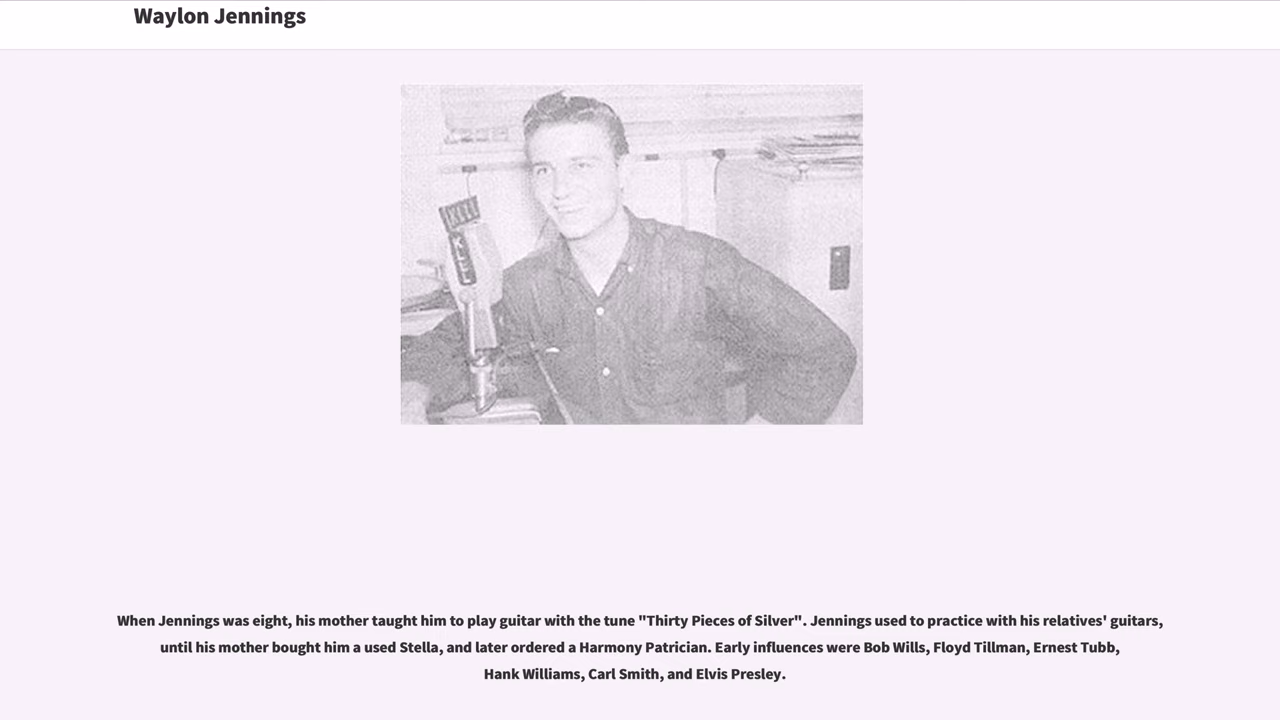 Waylon Jennings
When Jennings was eight, his mother taught him to play guitar with the tune "Thirty Pieces of Silver". Jennings used to practice with his relatives' guitars,
until his mother bought him a used Stella, and later ordered a Harmony Patrician. Early influences were Bob Wills, Floyd Tillman, Ernest Tubb,
Hank Williams, Carl Smith, and Elvis Presley.